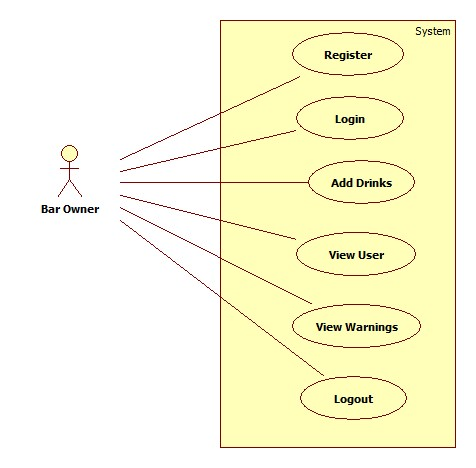 System
Register
Login
Add Drinks
Bar Owner
View User
View Warnings
Logout